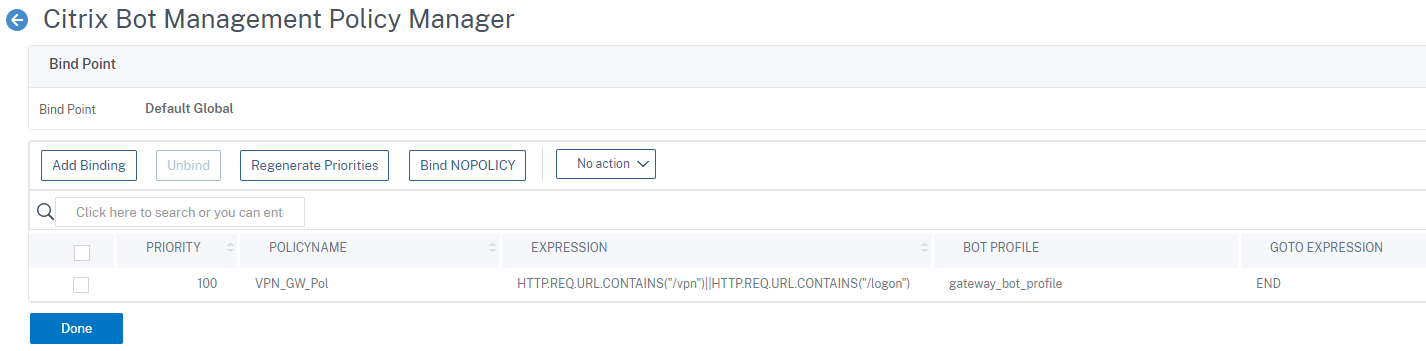 Citrix Bot Management Policy Manager
Bind Point
Bind Point Default Global
Add Binding Unbind Regenerate Priorities Bind NOPOLICY No action
Click here to search or you can ent
PRIORITY POLICYNAME EXPRESSION BOT PROFILE GOTO EXPRESSION
100 VPN_GW_Pol HTTP.REQ.URL.CONTAINS("/vpn")||HTTP.REQ.URL.CONTAINS("/logon") gateway_bot_profile END
Done